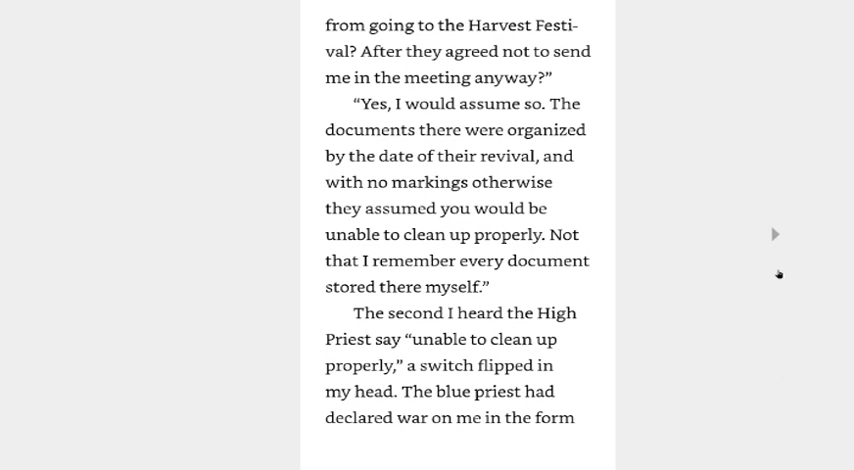 from going to the Harvest Festi-
val? After they agreed not to send
me in the meeting anyway?”
“Yes, I would assume so. The
documents there were organized
by the date of their revival, and
with no markings otherwise
they assumed you would be
unable to clean up properly. Not
that I remember every document
stored there myself.”
The second I heard the High
Priest say “unable to clean up
properly,” a switch flipped in
my head. The blue priest had
declared war on me in the form